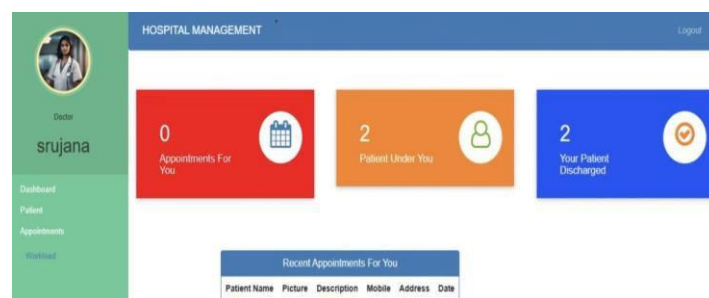 HOSPITAL MANAGEMENT
Logout
Doctor
srujana
Dashboard
Patient
Appointments
Workload
0
Appointments For
You
2
Patient Under You
2
Your Patient
Discharged
Recent Appointments For You
Patient Name Picture Description Mobile Address Date